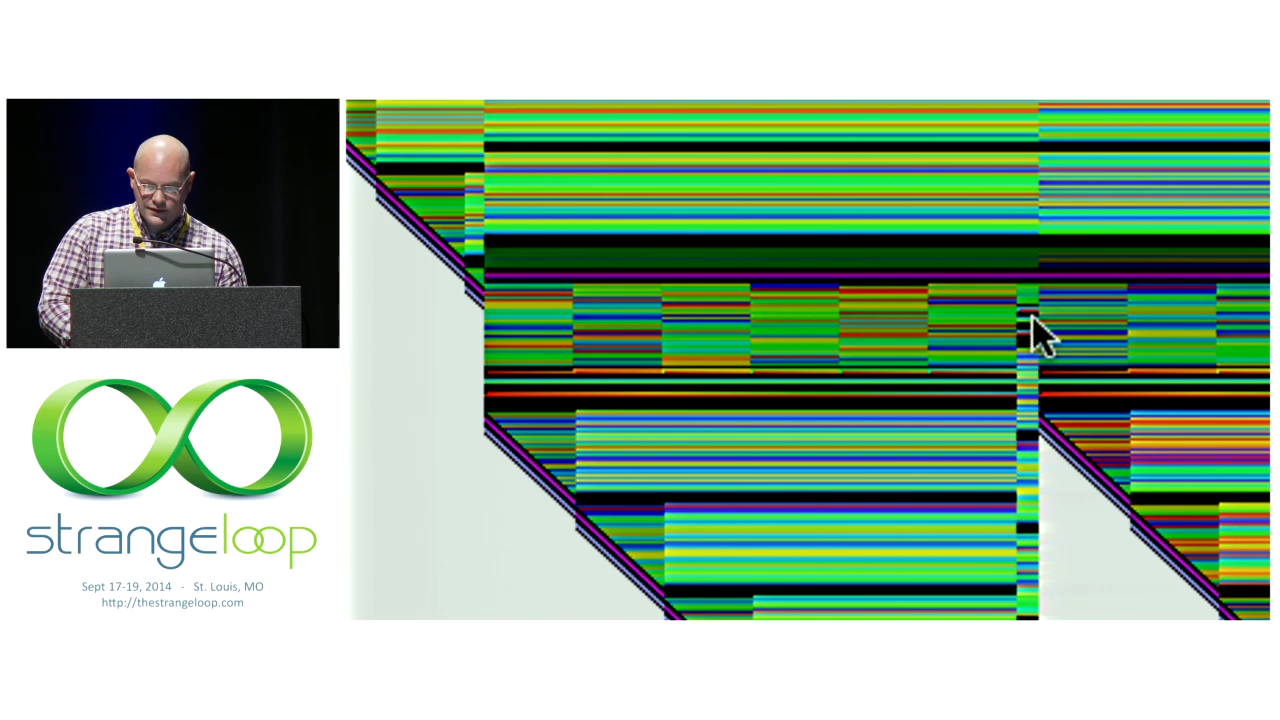 strangeloop
Sept 17-19, 2014 - St. Louis, MO
http://thestrangeloop.com